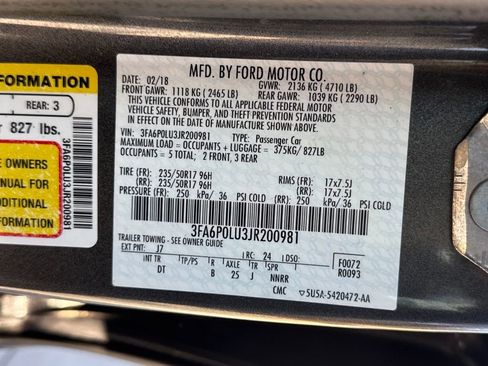 FORMATION
REAR: 3
r 827 lbs.
3FA6P0LU3JR200981
E OWNERS
NUAL FOR
DDITIONAL
FORMATION
MFD. BY FORD MOTOR CO.
DATE: 02/18 GVWR: 2136 KG ( 4710 LB)
FRONT GAWR: 1118 KG ( 2465 LB) REAR GAWR: 1039 KG ( 2290 LB)
THIS VEHICLE CONFORMS TO ALL APPLICABLE FEDERAL MOTOR
VEHICLE SAFETY, BUMPER, AND THEFT PREVENTION STANDARDS
IN EFFECT ON THE DATE OF MANUFACTURE SHOWN ABOVE.
VIN: 3FA6P0LU3JR200981 TYPE: Passenger Car
MAXIMUM LOAD = OCCUPANTS + LUGGAGE = 375KG/827LB
OCCUPANTS = 5 TOTAL: 2 FRONT, 3 REAR
TIRE (FR): 235/50R17 96H RIMS (FR): 17x7.5J
(RR): 235/50R17 96H (RR): 17x7.5J
PRESSURE (FR): 250 kPa/ 36 PSI COLD (RR): 250 kPa/ 36 PSI COLD
3FA6P0LU3JR200981
TRAILER TOWING - SEE OWNER GUIDE
EXT PNT: J7 RC: 24 DSO: F0072
INT TR TP/PS R AXLE TR SPR R0093
DT B 25 J NNRR
CMC 5U5A-5420472-AA